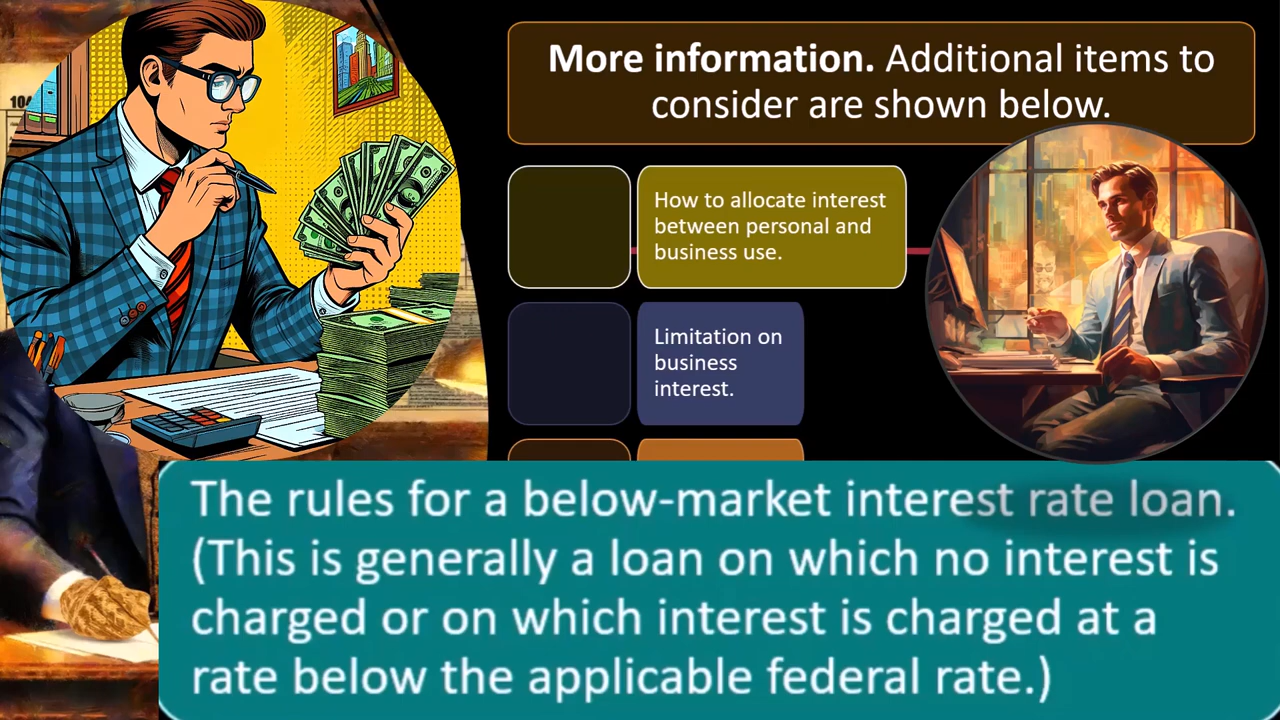 More information. Additional items to
consider are shown below.
How to allocate interest
between personal and
business use.
Limitation on
business
interest.
The rules for a below-market interest rate loan.
(This is generally a loan on which no interest is
charged or on which interest is charged at a
rate below the applicable federal rate.)